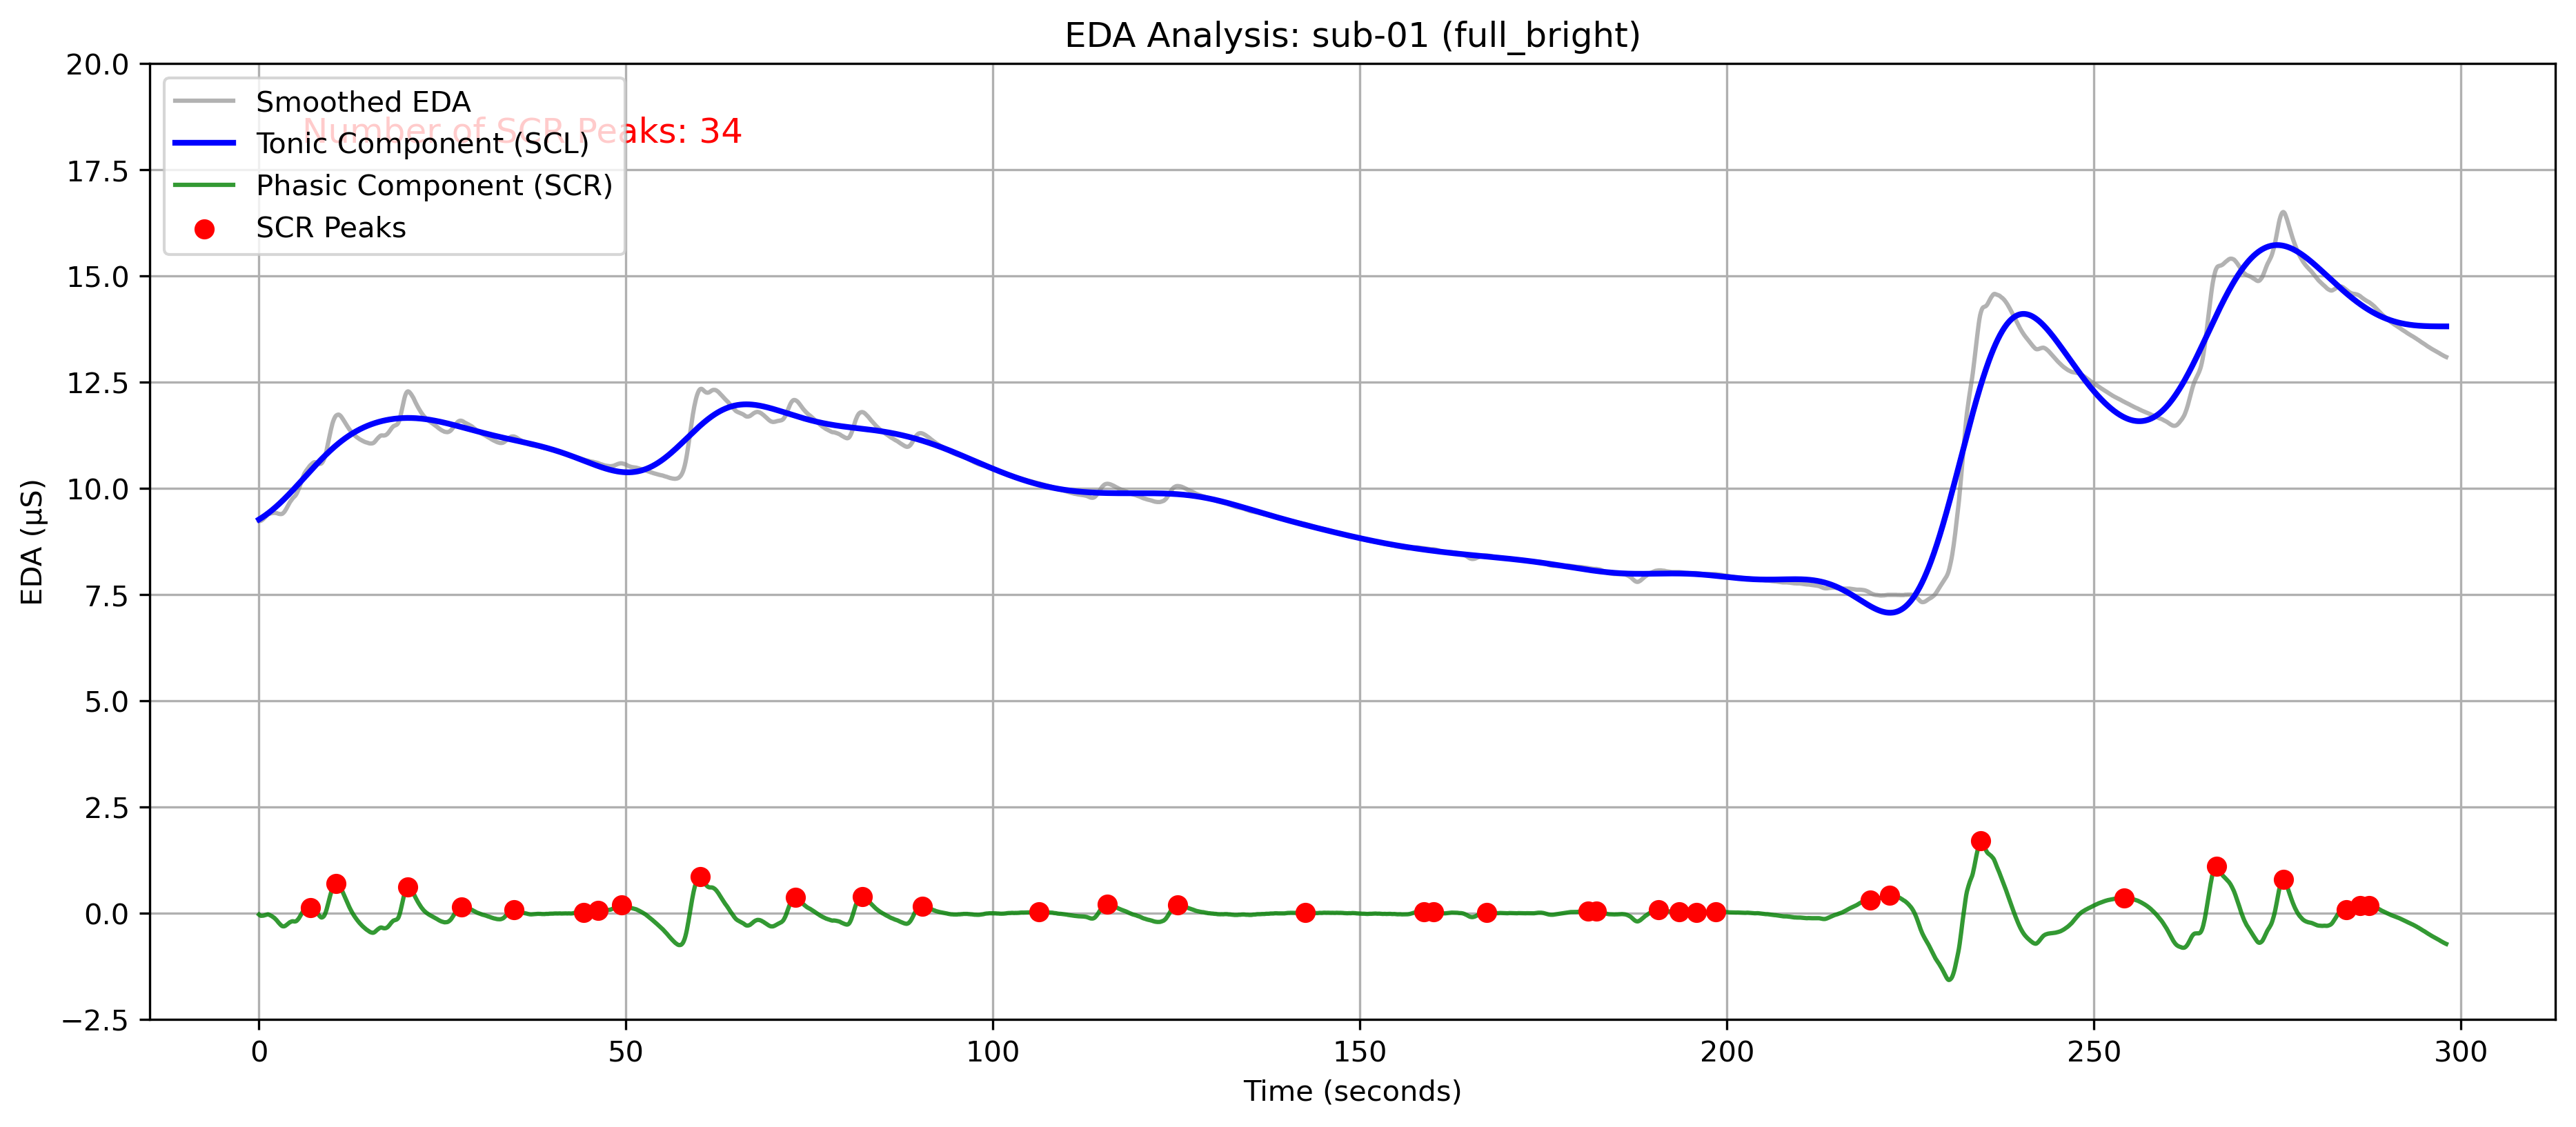 EDA Analysis: sub-01 (full_bright)
20.0
17.5
15.0
12.5
10.0
7.5
5.0
2.5
0.0
−2.5
EDA (μS)
Smoothed EDA
Number of SCR Peaks: 34
Tonic Component (SCL)
Phasic Component (SCR)
SCR Peaks
0 50 100 150 200 250 300
Time (seconds)